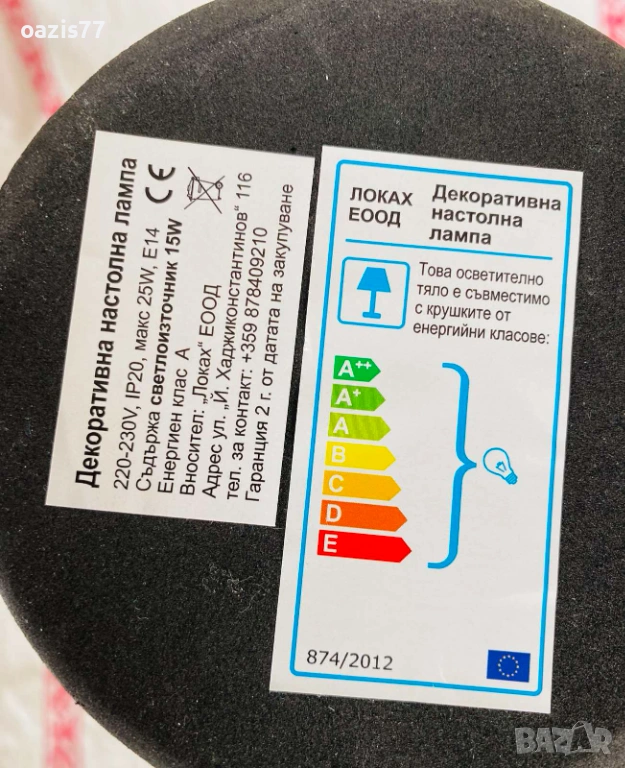 oazis77
Декоративна настолна лампа
220-230V, IP20, макс 25W, E14
Съдържа светлоизточник 15W
Енергиен клас A
Вносител: „Локах“ ЕООД
Адрес ул. „Й. Хаджиконстантинов“ 116
тел. за контакт: +359 878409210
Гаранция 2 г. от датата на закупуване
CE
ЛОКАХ
ЕООД
Декоративна
настолна
лампа
Това осветително
тяло е съвместимо
с крушките от
енергийни класове:
A++
A+
A
B
C
D
E
874/2012
BAZAR